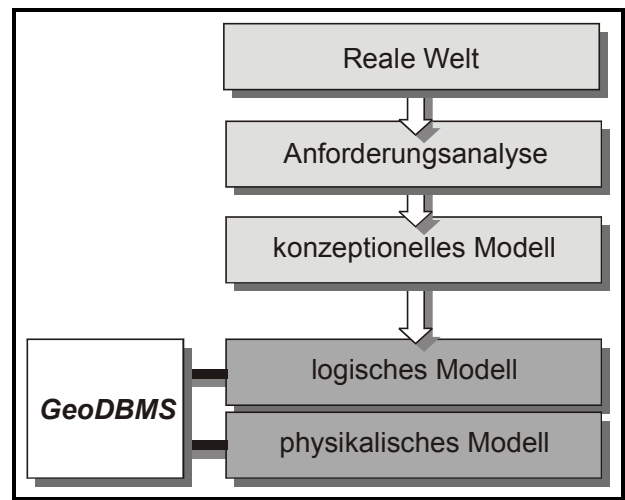 Reale Welt
Anforderungsanalyse
konzeptionelles Modell
logisches Modell
GeoDBMS
physikalisches Modell